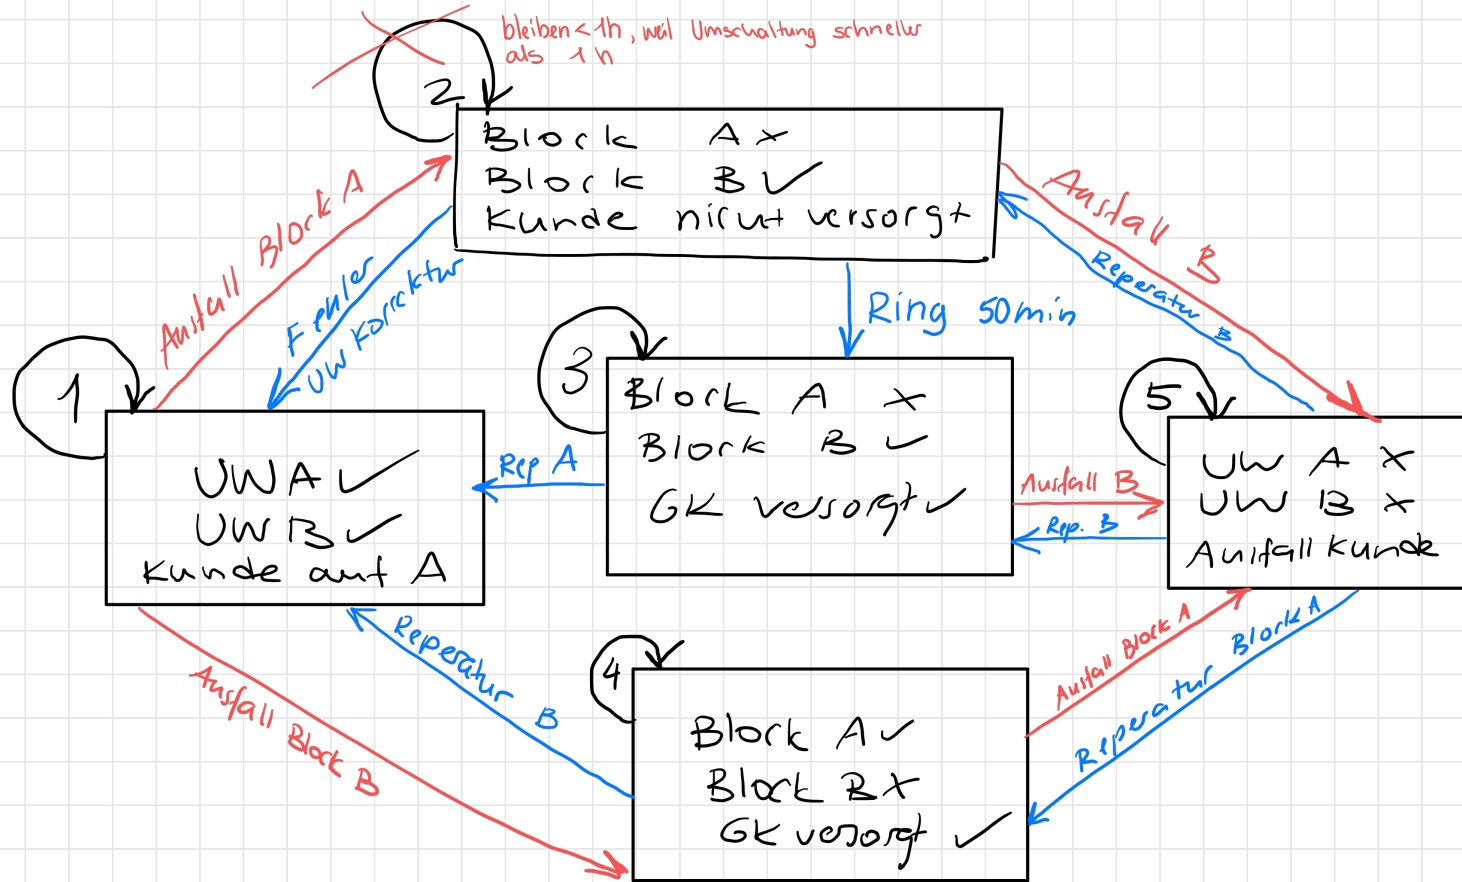 bleiben < 1h, weil Umschaltung schneller
als 1h
2
Block A x
Block B ✓
Kunde nicht versorgt
Ausfall Block A
Fehler
UW Korrektur
Ausfall B
Reperatur B
Ring 50min
1
UW A ✓
UW B ✓
Kunde auf A
3
Block A x
Block B ✓
GK versorgt ✓
Rep A
Ausfall B
Rep. B
5
UW A x
UW B x
Ausfall Kunde
Ausfall Block B
Reperatur B
4
Block A ✓
Block B x
GK versorgt ✓
Ausfall Block A
Reperatur Block A